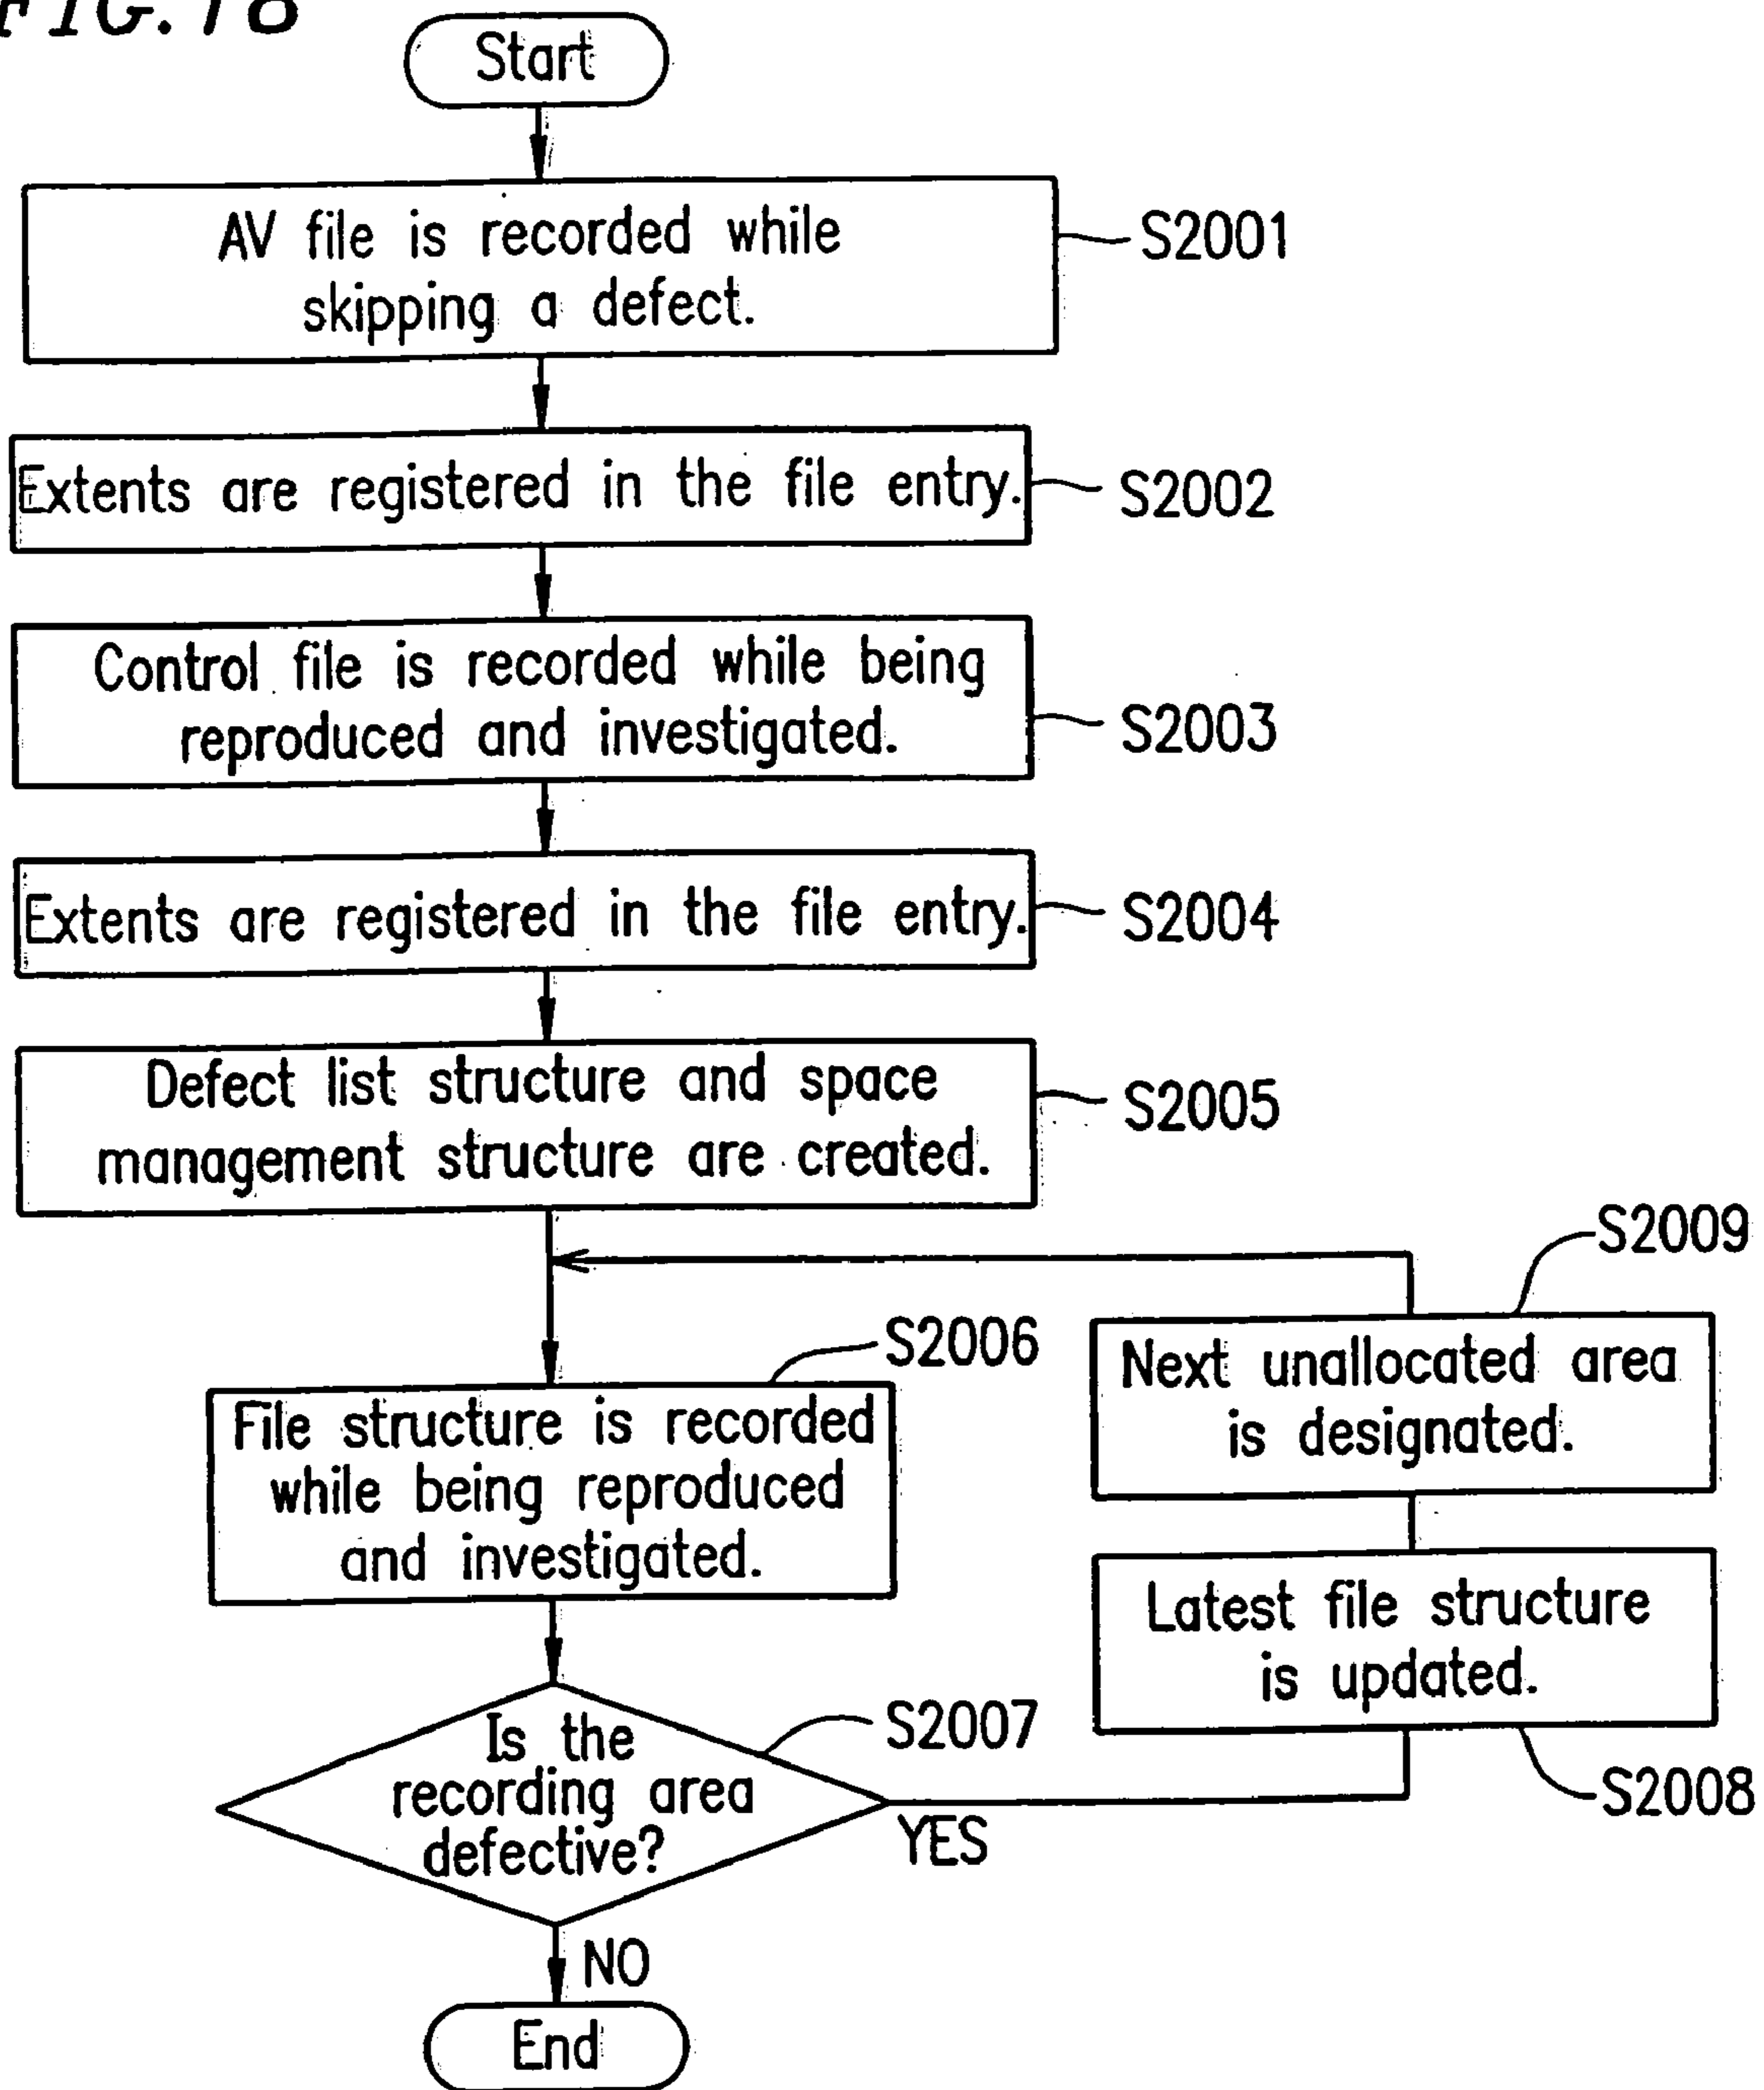 FIG. 18
Start
AV file is recorded while
skipping a defect.
S2001
Extents are registered in the file entry.
S2002
Control file is recorded while being
reproduced and investigated.
S2003
Extents are registered in the file entry.
S2004
Defect list structure and space
management structure are created.
S2005
S2009
Next unallocated area
is designated.
S2006
File structure is recorded
while being reproduced
and investigated.
Latest file structure
is updated.
S2008
Is the
recording area
defective?
S2007
YES
NO
End